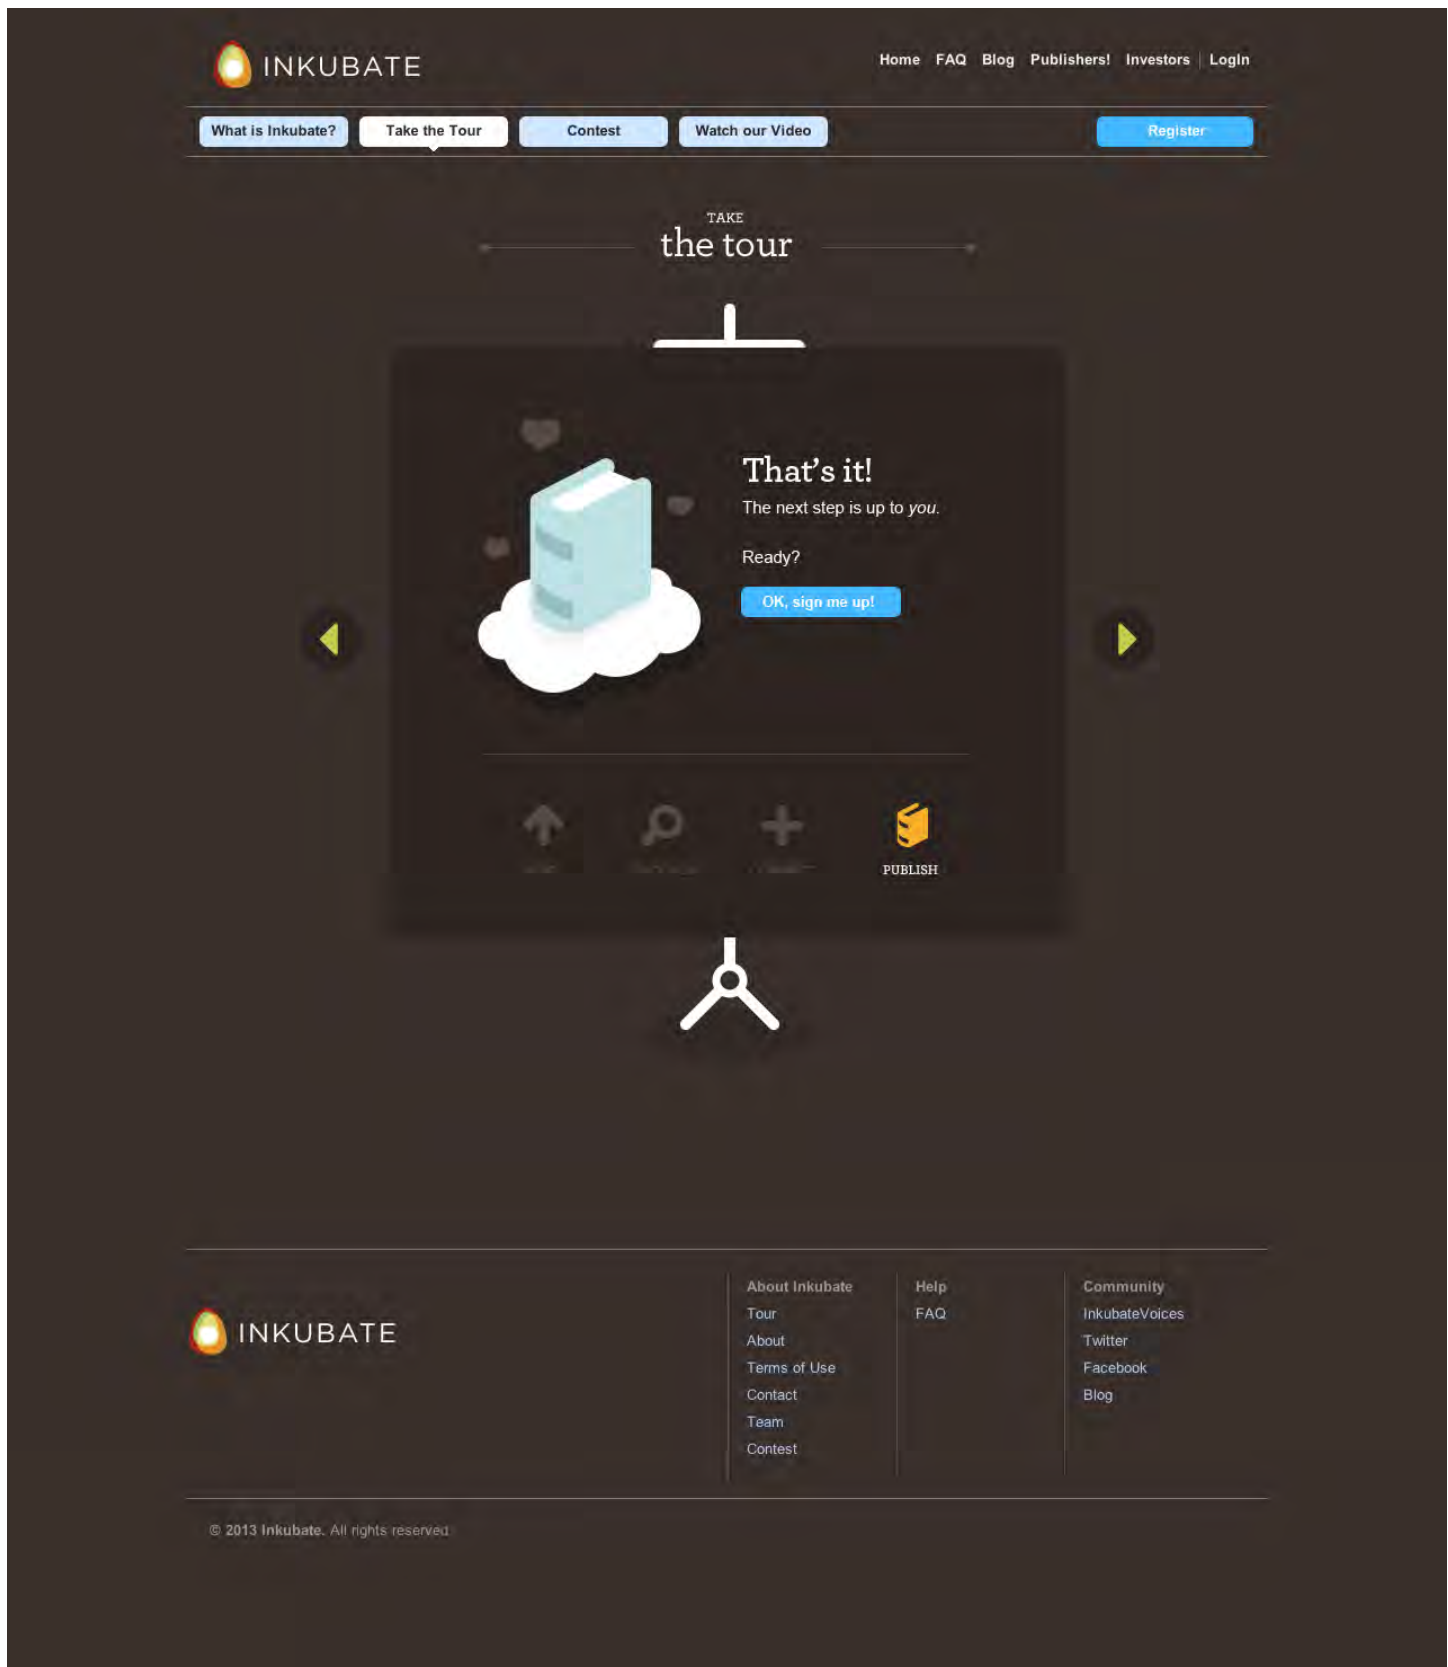 INKUBATE
Home FAQ Blog Publishers! Investors LogIn
What is Inkubate? Take the Tour Contest Watch our Video Register
TAKE
the tour
That's it!
The next step is up to you.
Ready?
OK, sign me up!
PUBLISH
INKUBATE
About Inkubate
Tour
About
Terms of Use
Contact
Team
Contest
Help
FAQ
Community
InkubateVoices
Twitter
Facebook
Blog
© 2013 Inkubate. All rights reserved